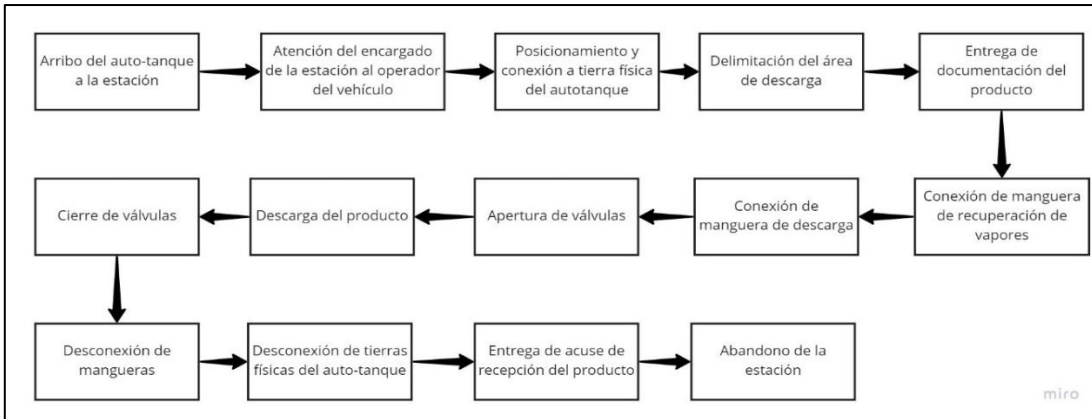 Arribo del auto-tanque
a la estación
Atención del encargado
de la estación al operador
del vehículo
Posicionamiento y
conexión a tierra física
del autotanque
Delimitación del área
de descarga
Entrega de
documentación del
producto
Conexión de manguera
de recuperación de
vapores
Conexión de
manguera de descarga
Apertura de válvulas
Descarga del producto
Cierre de válvulas
Desconexión de
mangueras
Desconexión de tierras
físicas del auto-tanque
Entrega de acuse de
recepción del producto
Abandono de la
estación
miro